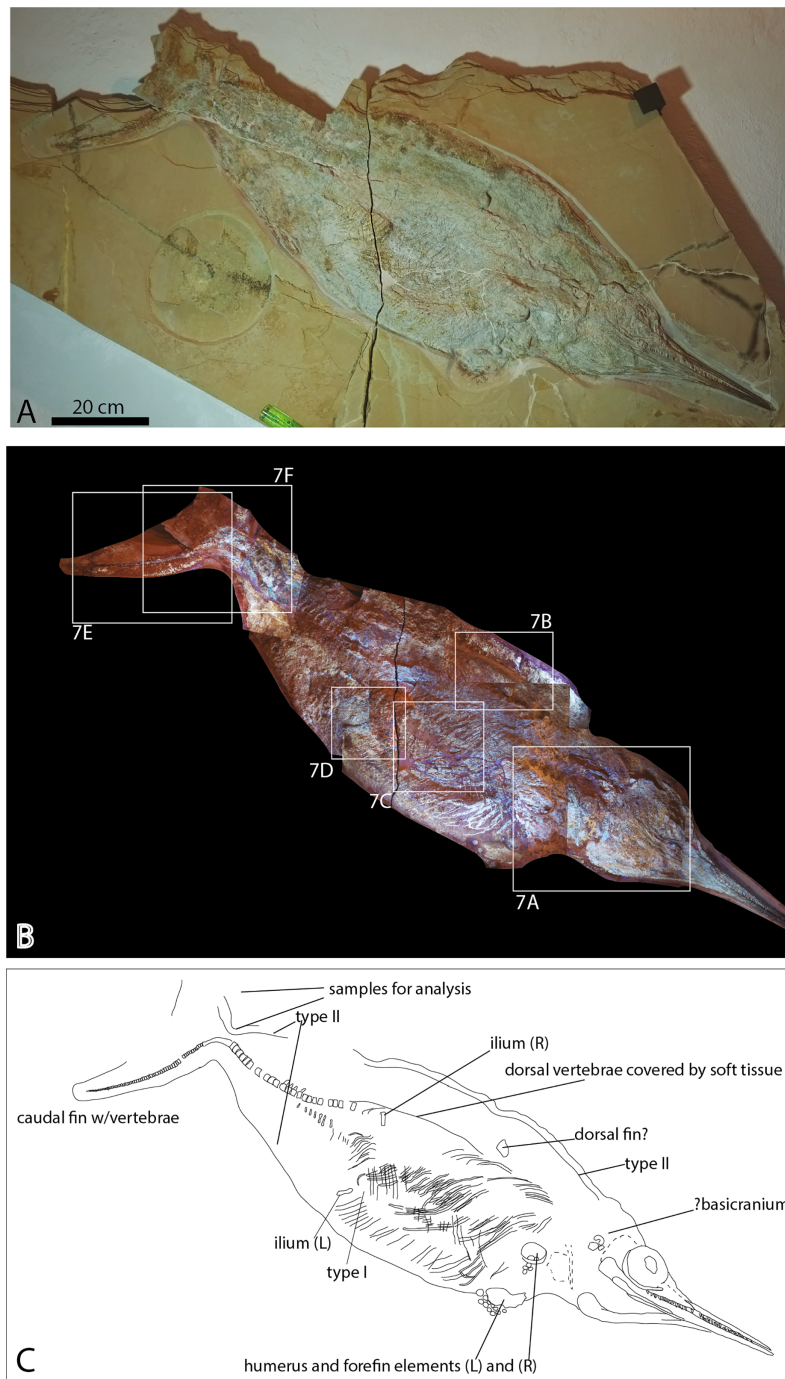 A
20 cm
7F
7E
7B
7D
7C
7A
B
samples for analysis
type II
ilium (R)
dorsal vertebrae covered by soft tissue
caudal fin w/vertebrae
dorsal fin?
type II
?basicranium
ilium (L)
type I
humerus and forefin elements (L) and (R)
C